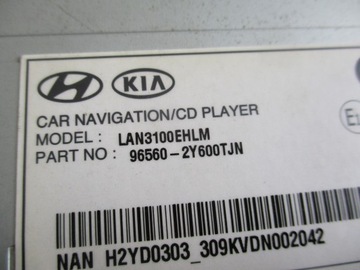 KIA
CAR NAVIGATION/CD PLAYER
MODEL : LAN3100EHLM
PART NO : 96560-2Y600TJN
NAN H2YD0303_309KVDN002042